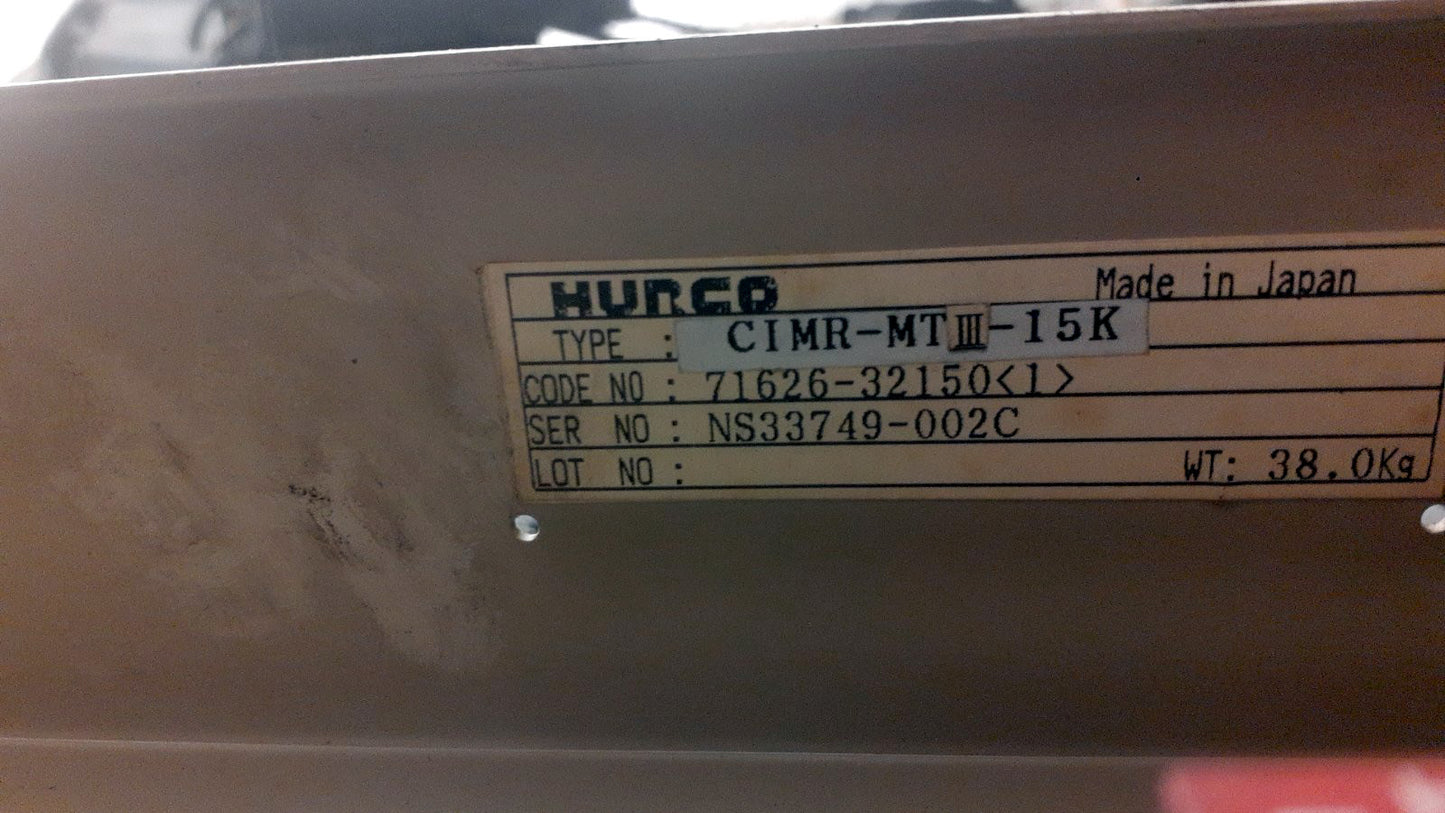 HURCO Made in Japan
TYPE : CIMR-MTⅢ-15K
CODE NO : 71626-32150<1>
SER NO : NS33749-002C
LOT NO : WT: 38.0Kg